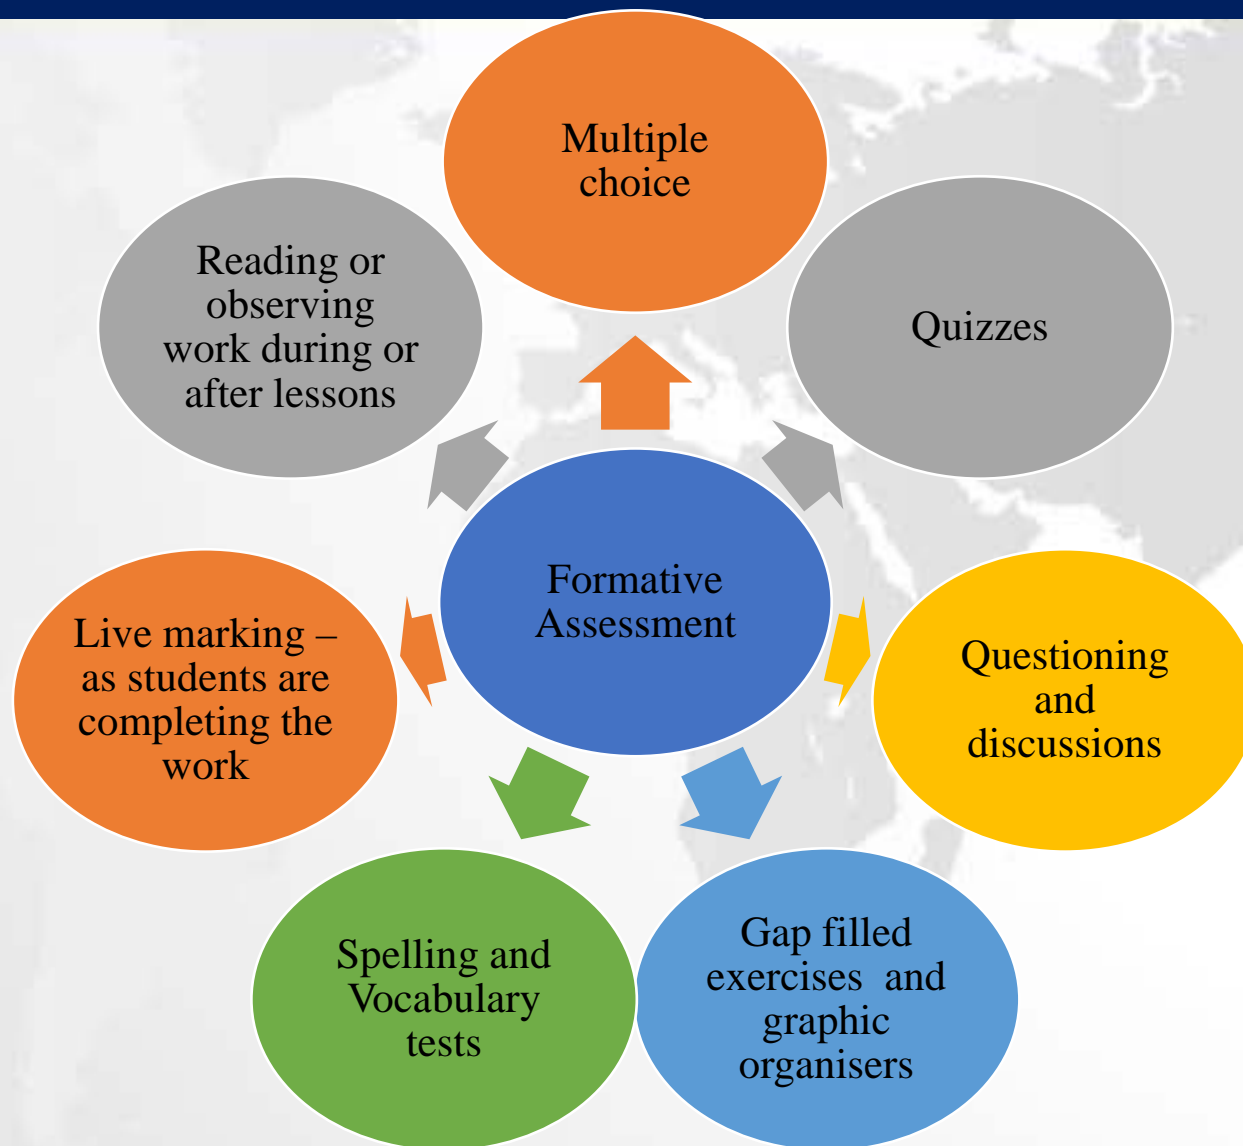 Multiple
choice
Quizzes
Questioning
and
discussions
Gap filled
exercises  and
graphic
organisers
Spelling and
Vocabulary
tests
Live marking –
as students are
completing the
work
Reading or
observing
work during or
after lessons
Formative
Assessment